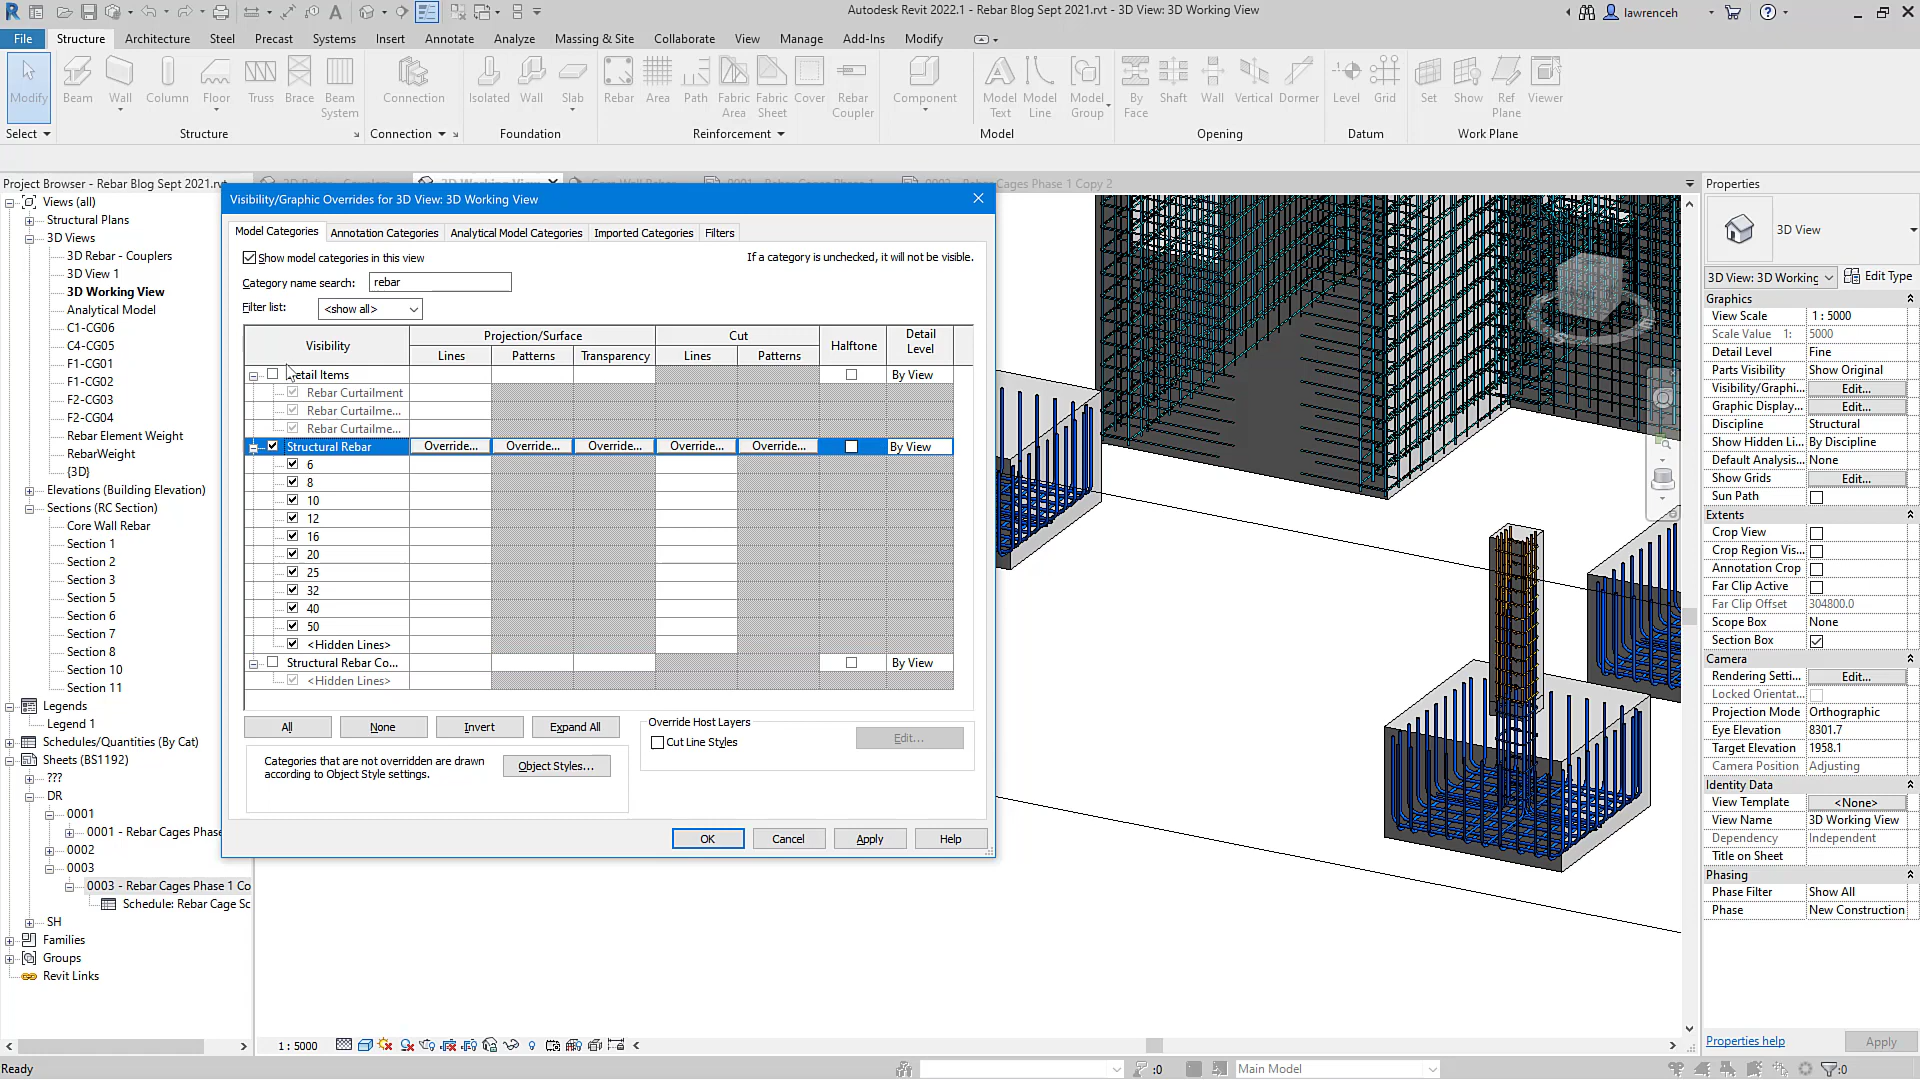 Autodesk Revit 2022.1 - Rebar Blog Sept 2021.rvt - 3D View: 3D Working View
lawrenceh
File Structure Architecture Steel Precast Systems Insert Annotate Analyze Massing & Site Collaborate View Manage Add-Ins Modify
Modify Beam Wall Column Floor Truss Brace Beam System Connection Isolated Wall Slab Rebar Area Path Fabric Area Fabric Sheet Cover Rebar Coupler Component Model Text Model Line Model Group By Face Shaft Wall Vertical Dormer Level Grid Set Show Ref Plane Viewer
Select Structure Connection Foundation Reinforcement Model Opening Datum Work Plane
Project Browser - Rebar Blog Sept 2021.rvt
Views (all)
Structural Plans
3D Views
3D Rebar - Couplers
3D View 1
3D Working View
Analytical Model
C1-CG06
C4-CG05
F1-CG01
F1-CG02
F2-CG03
F2-CG04
Rebar Element Weight
RebarWeight
{3D}
Elevations (Building Elevation)
Sections (RC Section)
Core Wall Rebar
Section 1
Section 2
Section 3
Section 5
Section 6
Section 7
Section 8
Section 10
Section 11
Legends
Legend 1
Schedules/Quantities (By Cat)
Sheets (BS1192)
???
DR
0001
0001 - Rebar Cages Phase
0002
0003
0003 - Rebar Cages Phase 1 Co
Schedule: Rebar Cage Sc
SH
Families
Groups
Revit Links
Visibility/Graphic Overrides for 3D View: 3D Working View
Model Categories Annotation Categories Analytical Model Categories Imported Categories Filters
Show model categories in this view
If a category is unchecked, it will not be visible.
Category name search: rebar
Filter list: <show all>
Visibility Projection/Surface Cut Halftone Detail Level
Lines Patterns Transparency Lines Patterns
etail Items By View
Rebar Curtailment
Rebar Curtailme...
Rebar Curtailme...
Structural Rebar Override... Override... Override... Override... Override... By View
6
8
10
12
16
20
25
32
40
50
<Hidden Lines>
Structural Rebar Co... By View
<Hidden Lines>
All None Invert Expand All
Override Host Layers
Cut Line Styles Edit...
Categories that are not overridden are drawn
according to Object Style settings.
Object Styles...
OK Cancel Apply Help
Cages Phase 1 Copy 2
Properties
3D View
3D View: 3D Working Edit Type
Graphics
View Scale 1 : 5000
Scale Value 1: 5000
Detail Level Fine
Parts Visibility Show Original
Visibility/Graphi... Edit...
Graphic Display... Edit...
Discipline Structural
Show Hidden Li... By Discipline
Default Analysis... None
Show Grids Edit...
Sun Path
Extents
Crop View
Crop Region Vis...
Annotation Crop
Far Clip Active
Far Clip Offset 304800.0
Scope Box None
Section Box
Camera
Rendering Setti... Edit...
Locked Orientat...
Projection Mode Orthographic
Eye Elevation 8301.7
Target Elevation 1958.1
Camera Position Adjusting
Identity Data
View Template <None>
View Name 3D Working View
Dependency Independent
Title on Sheet
Phasing
Phase Filter Show All
Phase New Construction
Properties help Apply
1 : 5000
Ready :0 Main Model :0